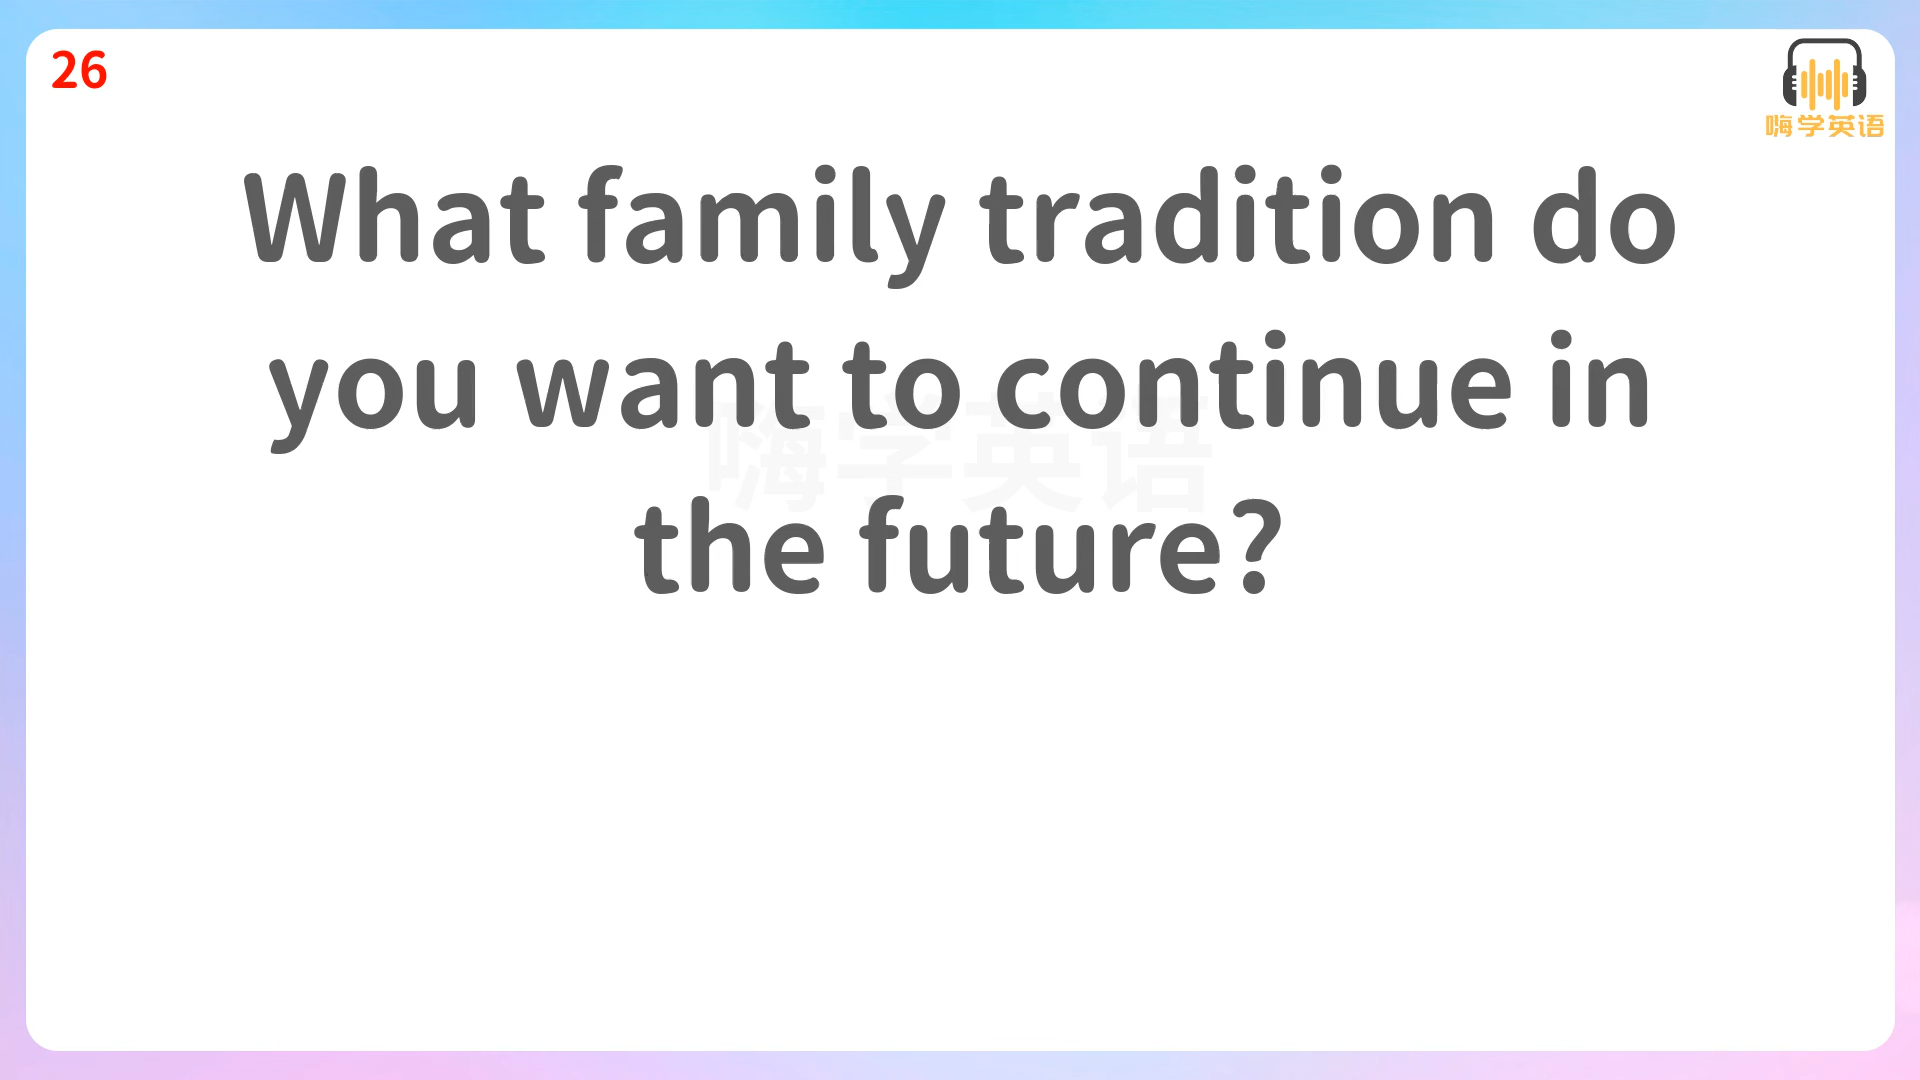 26
嗨学英语
What family tradition do
you want to continue in
嗨学英语
the future?